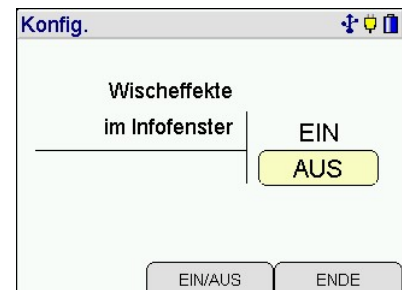 Konfig.
Wischeffekte
im Infofenster
EIN
AUS
EIN/AUS
ENDE